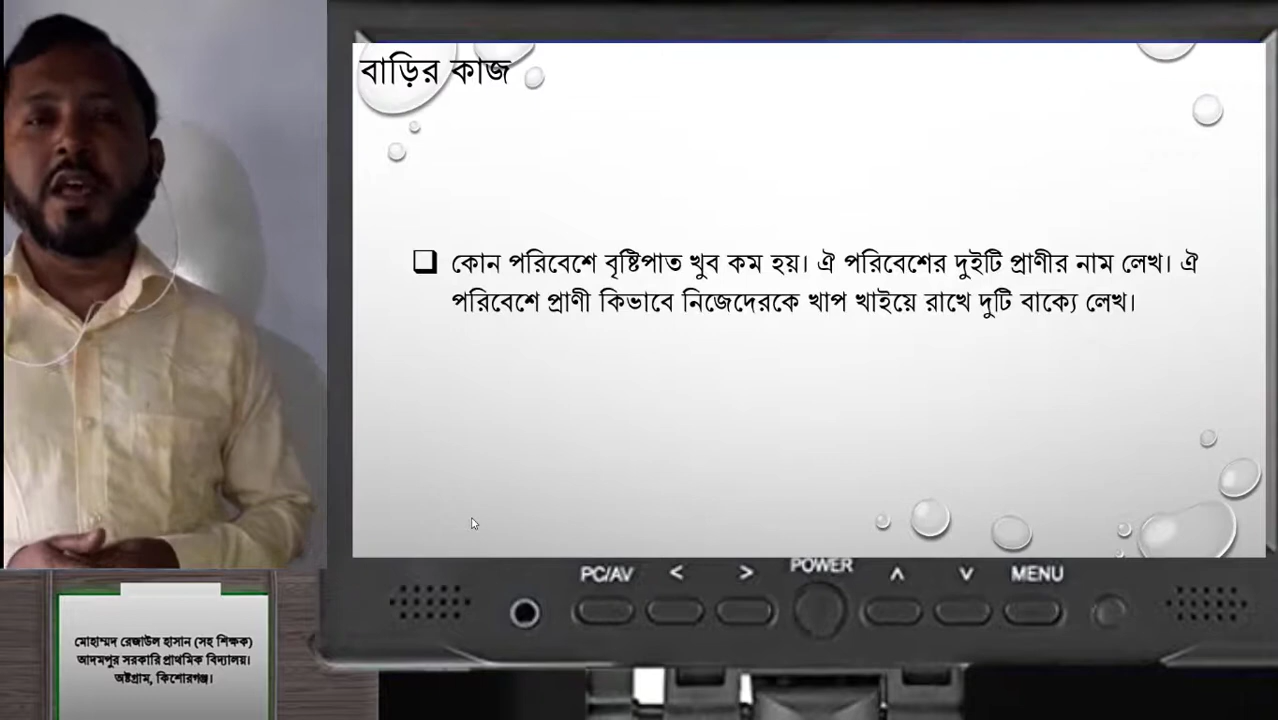 বাড়ির কাজ
কোন পরিবেশে বৃষ্টিপাত খুব কম হয়। ঐ পরিবেশের দুইটি প্রাণীর নাম লেখ। ঐ
পরিবেশে প্রাণী কিভাবে নিজেদেরকে খাপ খাইয়ে রাখে দুটি বাক্যে লেখ।
PC/AV < > POWER ˄ ˅ MENU
মোহাম্মদ রেজাউল হাসান (সহ শিক্ষক)
আদমপুর সরকারি প্রাথমিক বিদ্যালয়।
অষ্টগ্রাম, কিশোরগঞ্জ।